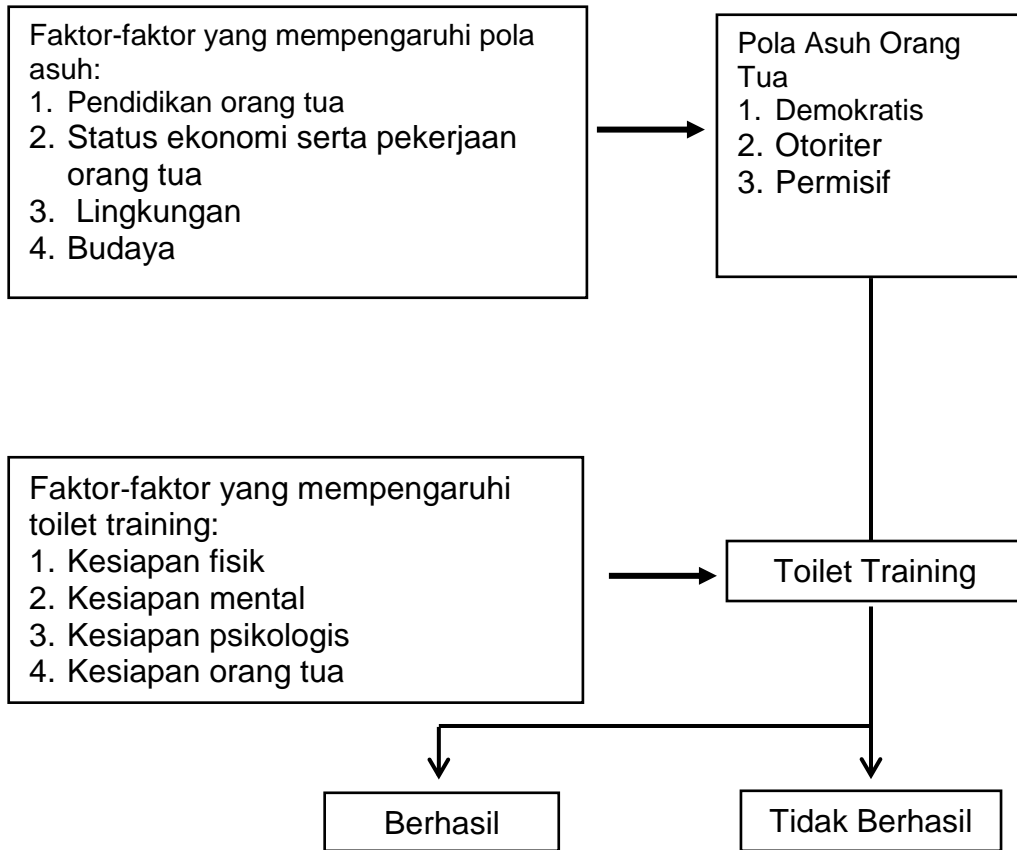 Faktor-faktor yang mempengaruhi pola
asuh:
1. Pendidikan orang tua
2. Status ekonomi serta pekerjaan
orang tua
3. Lingkungan
4. Budaya
Pola Asuh Orang
Tua
1. Demokratis
2. Otoriter
3. Permisif
Faktor-faktor yang mempengaruhi
toilet training:
1. Kesiapan fisik
2. Kesiapan mental
3. Kesiapan psikologis
4. Kesiapan orang tua
Toilet Training
Berhasil
Tidak Berhasil